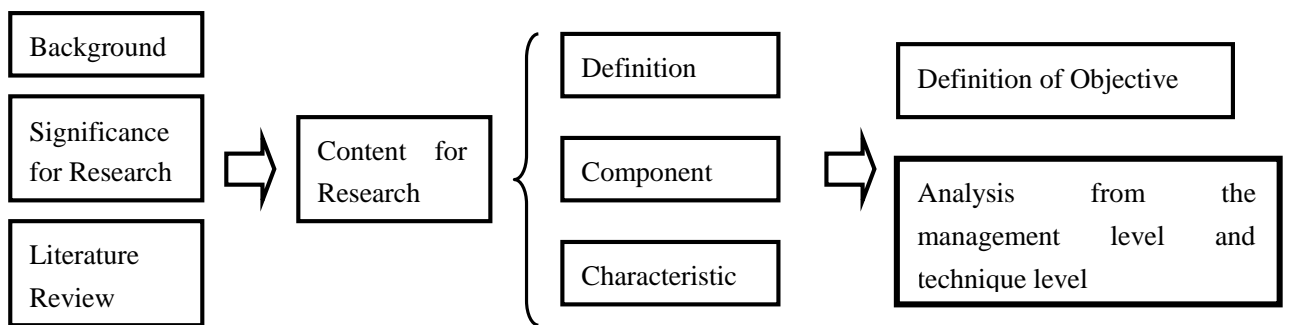 Background
Significance
for Research
Literature
Review
Content for
Research
Definition
Component
Characteristic
Definition of Objective
Analysis from the
management level and
technique level